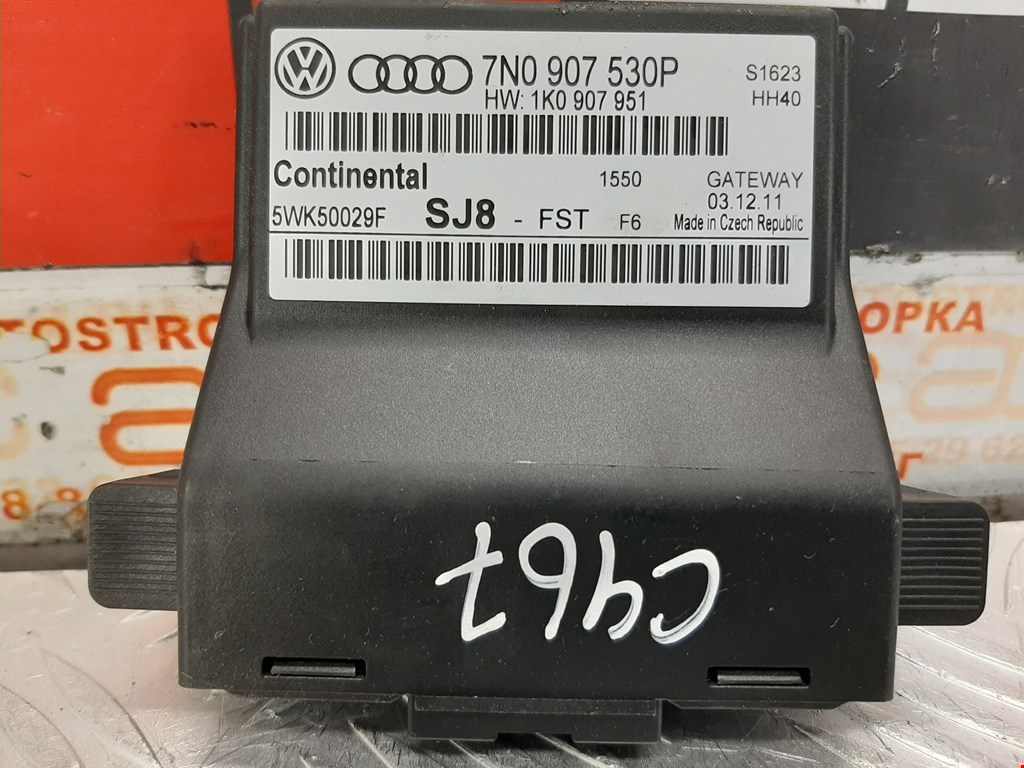 7N0 907 530P
S1623
HW: 1K0 907 951
HH40
Continental
1550
GATEWAY
03.12.11
5WK50029F SJ8 - FST F6 Made in Czech Republic